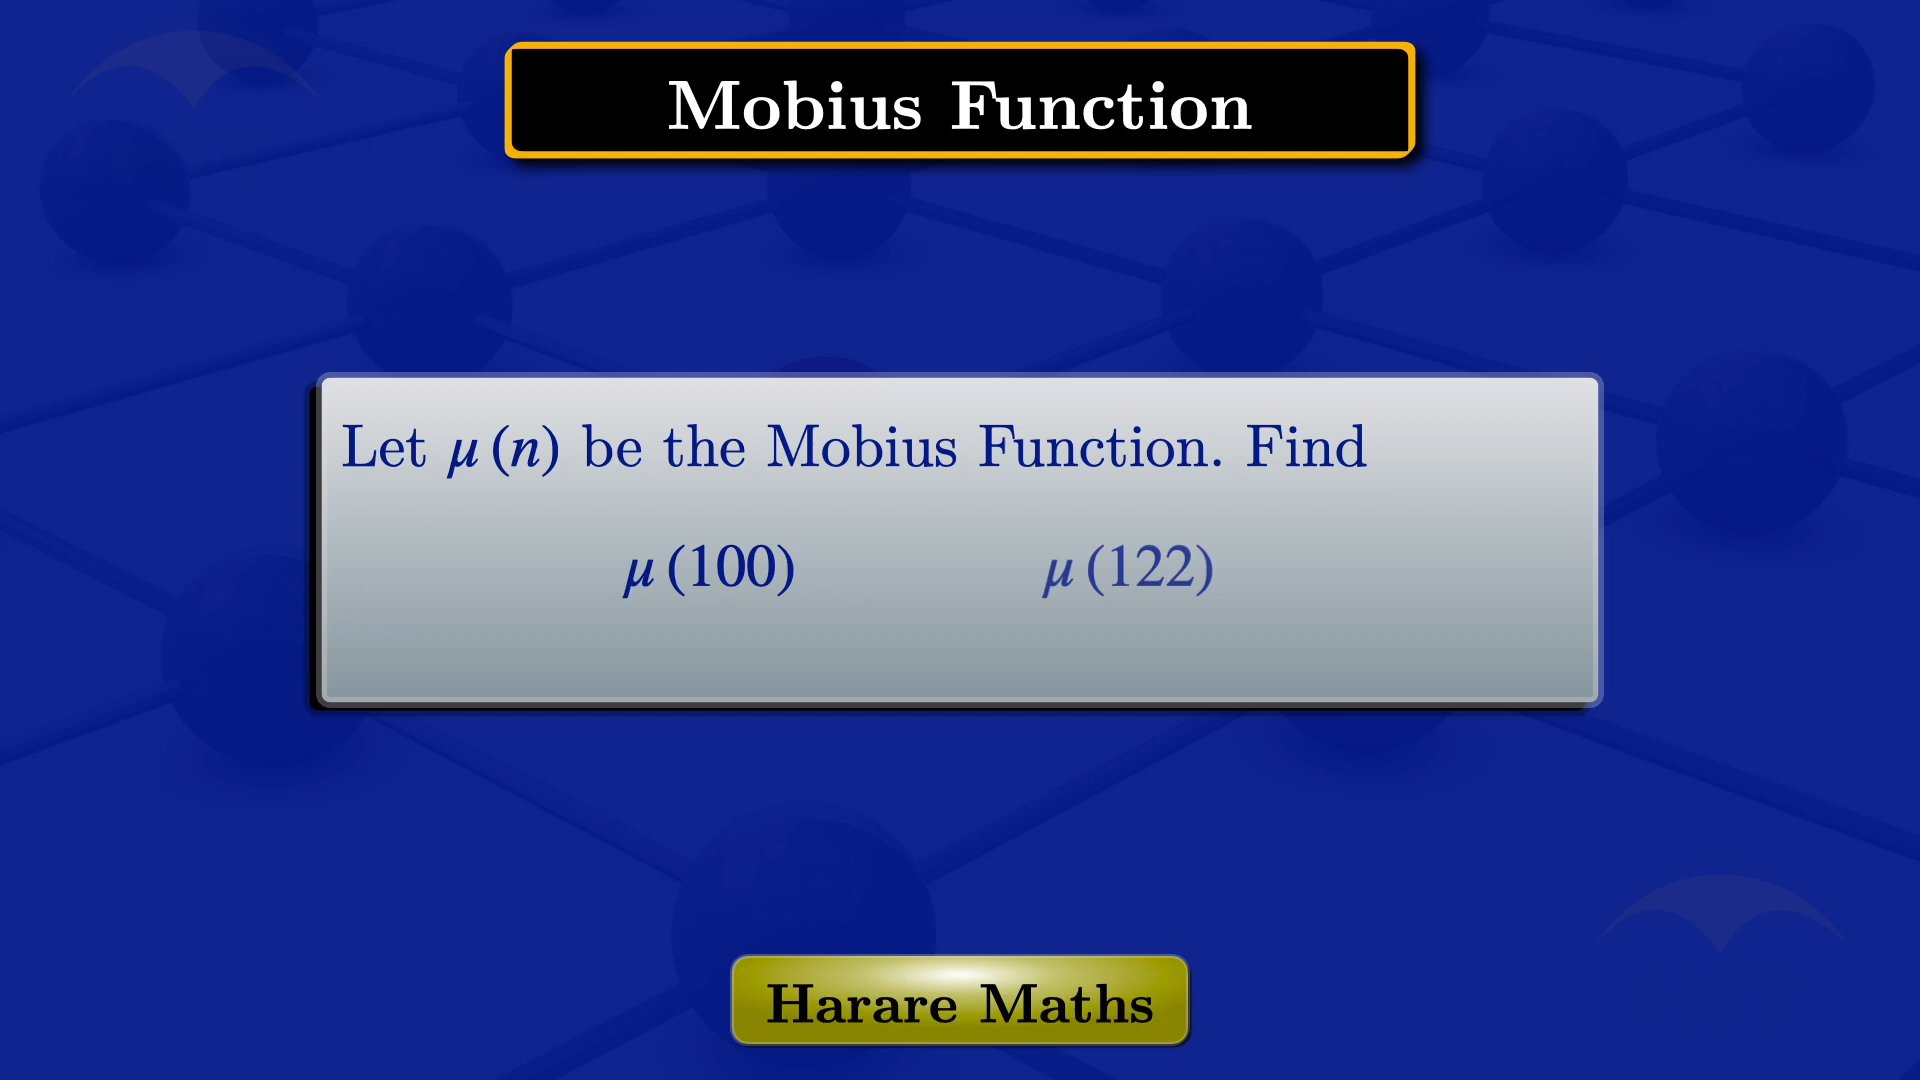 Mobius Function
Let μ(n) be the Mobius Function. Find
μ(100) μ(122)
Harare Maths